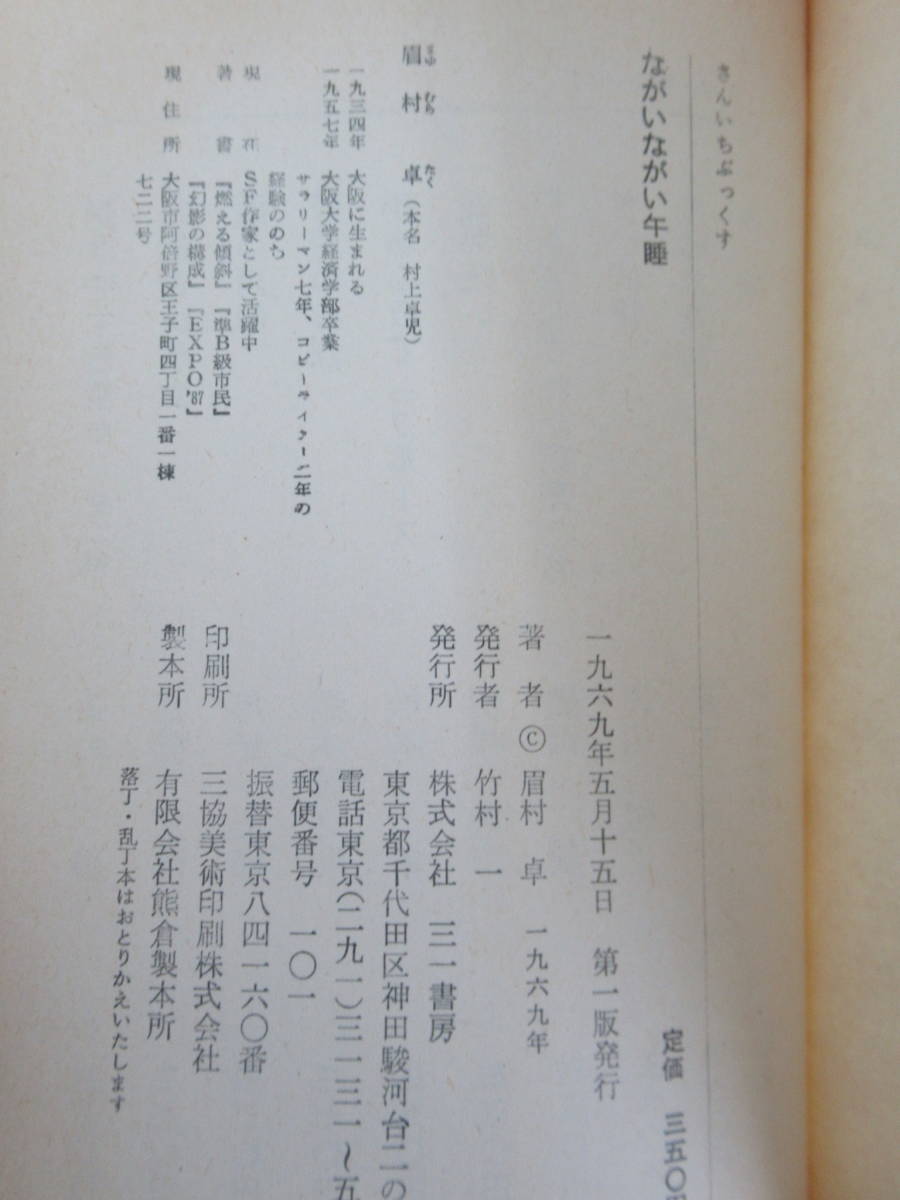 さんいちぶっくす
ながいながい午睡
定価 三五〇
眉村卓(本名 村上卓児)
まゆ むら たく
一九三四年 大阪に生まれる
一九五七年 大阪大学経済学部卒業
サラリーマン七年、コピーライター二年の
経験ののち
現在 SF作家として活躍中
著書 『燃える傾斜』『準B級市民』
『幻影の構成』『EXPO'87』
現住所 大阪市阿倍野区王子町四丁目一番一棟
七二二号
一九六九年五月十五日 第一版発行
著者 ©眉村 卓 一九六九年
発行者 竹村 一
発行所 株式会社 三一書房
東京都千代田区神田駿河台二の
電話東京(二九一)三一三一〜五
郵便番号 一〇一
振替東京八四一六〇番
印刷所 三協美術印刷株式会社
製本所 有限会社熊倉製本所
落丁・乱丁本はおとりかえいたします